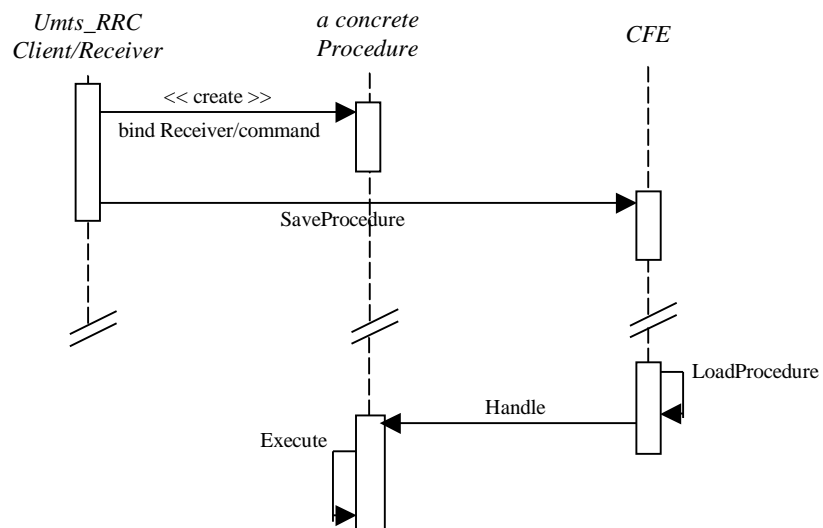 Umts_RRC
Client/Receiver
a concrete
Procedure
CFE
<< create >>
bind Receiver/command
SaveProcedure
LoadProcedure
Handle
Execute